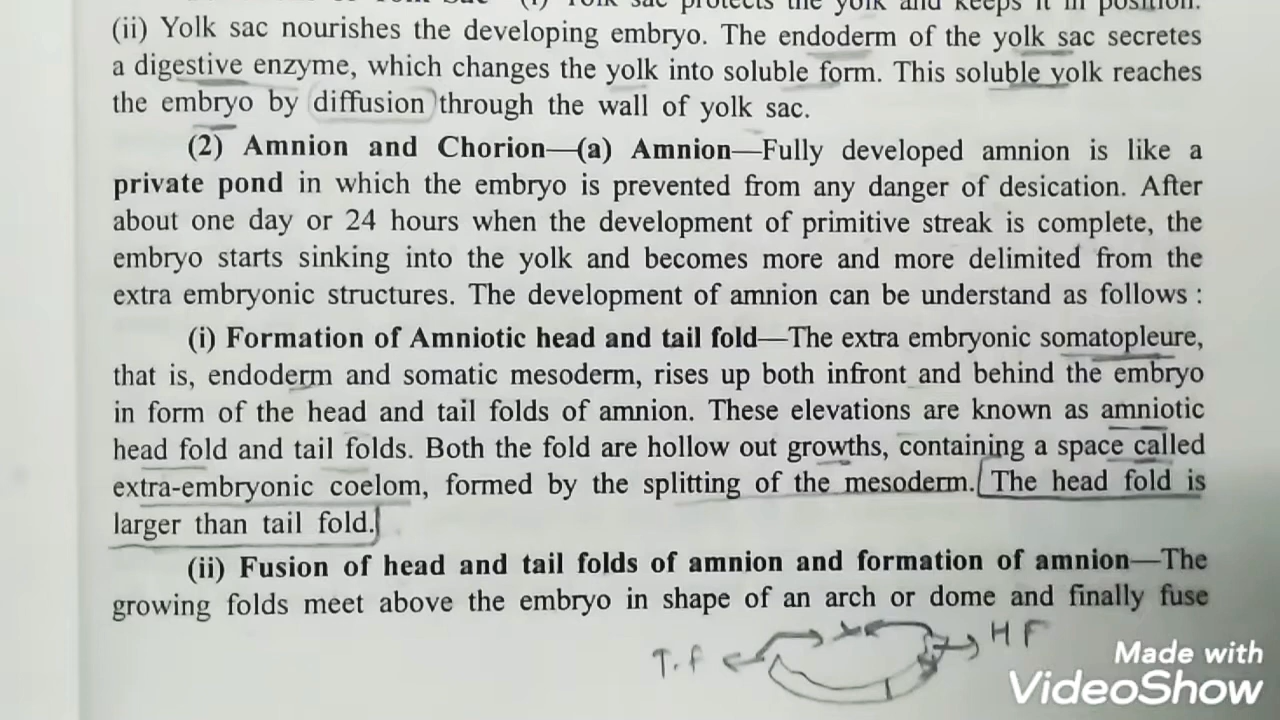 (i) Yolk sac protects the yolk and keeps it in position.
(ii) Yolk sac nourishes the developing embryo. The endoderm of the yolk sac secretes
a digestive enzyme, which changes the yolk into soluble form. This soluble yolk reaches
the embryo by diffusion through the wall of yolk sac.
(2) Amnion and Chorion—(a) Amnion—Fully developed amnion is like a
private pond in which the embryo is prevented from any danger of desication. After
about one day or 24 hours when the development of primitive streak is complete, the
embryo starts sinking into the yolk and becomes more and more delimited from the
extra embryonic structures. The development of amnion can be understand as follows :
(i) Formation of Amniotic head and tail fold—The extra embryonic somatopleure,
that is, endoderm and somatic mesoderm, rises up both infront and behind the embryo
in form of the head and tail folds of amnion. These elevations are known as amniotic
head fold and tail folds. Both the fold are hollow out growths, containing a space called
extra-embryonic coelom, formed by the splitting of the mesoderm. The head fold is
larger than tail fold.
(ii) Fusion of head and tail folds of amnion and formation of amnion—The
growing folds meet above the embryo in shape of an arch or dome and finally fuse
T.f
H F
Made with
VideoShow